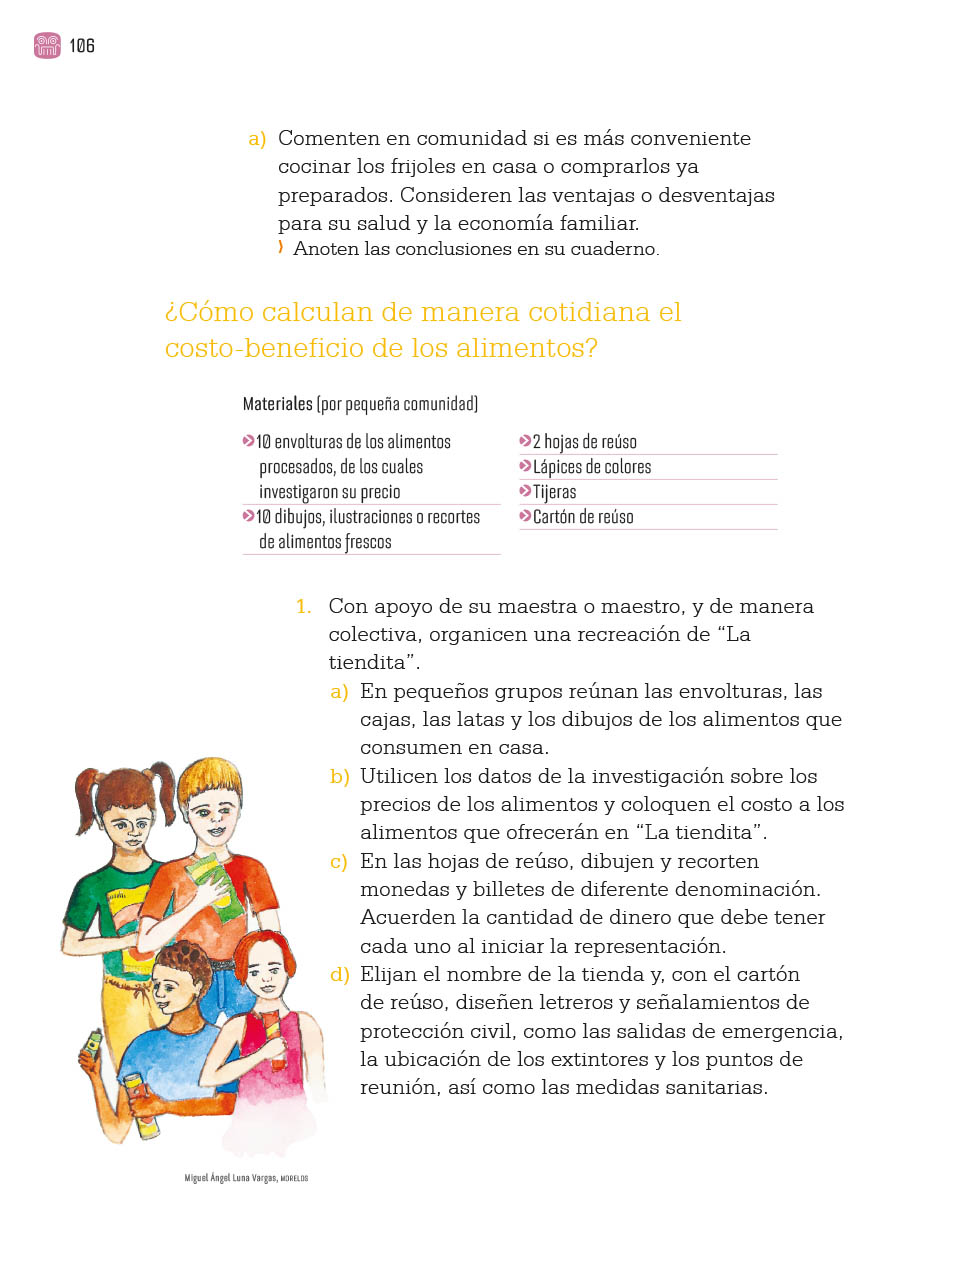 106
a) Comenten en comunidad si es más conveniente
cocinar los frijoles en casa o comprarlos ya
preparados. Consideren las ventajas o desventajas
para su salud y la economía familiar.
Anoten las conclusiones en su cuaderno.
¿Cómo calculan de manera cotidiana el
costo-beneficio de los alimentos?
Materiales (por pequeña comunidad)
10 envolturas de los alimentos
procesados, de los cuales
investigaron su precio
10 dibujos, ilustraciones o recortes
de alimentos frescos
2 hojas de reúso
Lápices de colores
Tijeras
Cartón de reúso
1. Con apoyo de su maestra o maestro, y de manera
colectiva, organicen una recreación de “La
tiendita”.
a) En pequeños grupos reúnan las envolturas, las
cajas, las latas y los dibujos de los alimentos que
consumen en casa.
b) Utilicen los datos de la investigación sobre los
precios de los alimentos y coloquen el costo a los
alimentos que ofrecerán en “La tiendita”.
c) En las hojas de reúso, dibujen y recorten
monedas y billetes de diferente denominación.
Acuerden la cantidad de dinero que debe tener
cada uno al iniciar la representación.
d) Elijan el nombre de la tienda y, con el cartón
de reúso, diseñen letreros y señalamientos de
protección civil, como las salidas de emergencia,
la ubicación de los extintores y los puntos de
reunión, así como las medidas sanitarias.
Miguel Ángel Luna Vargas, MORELOS